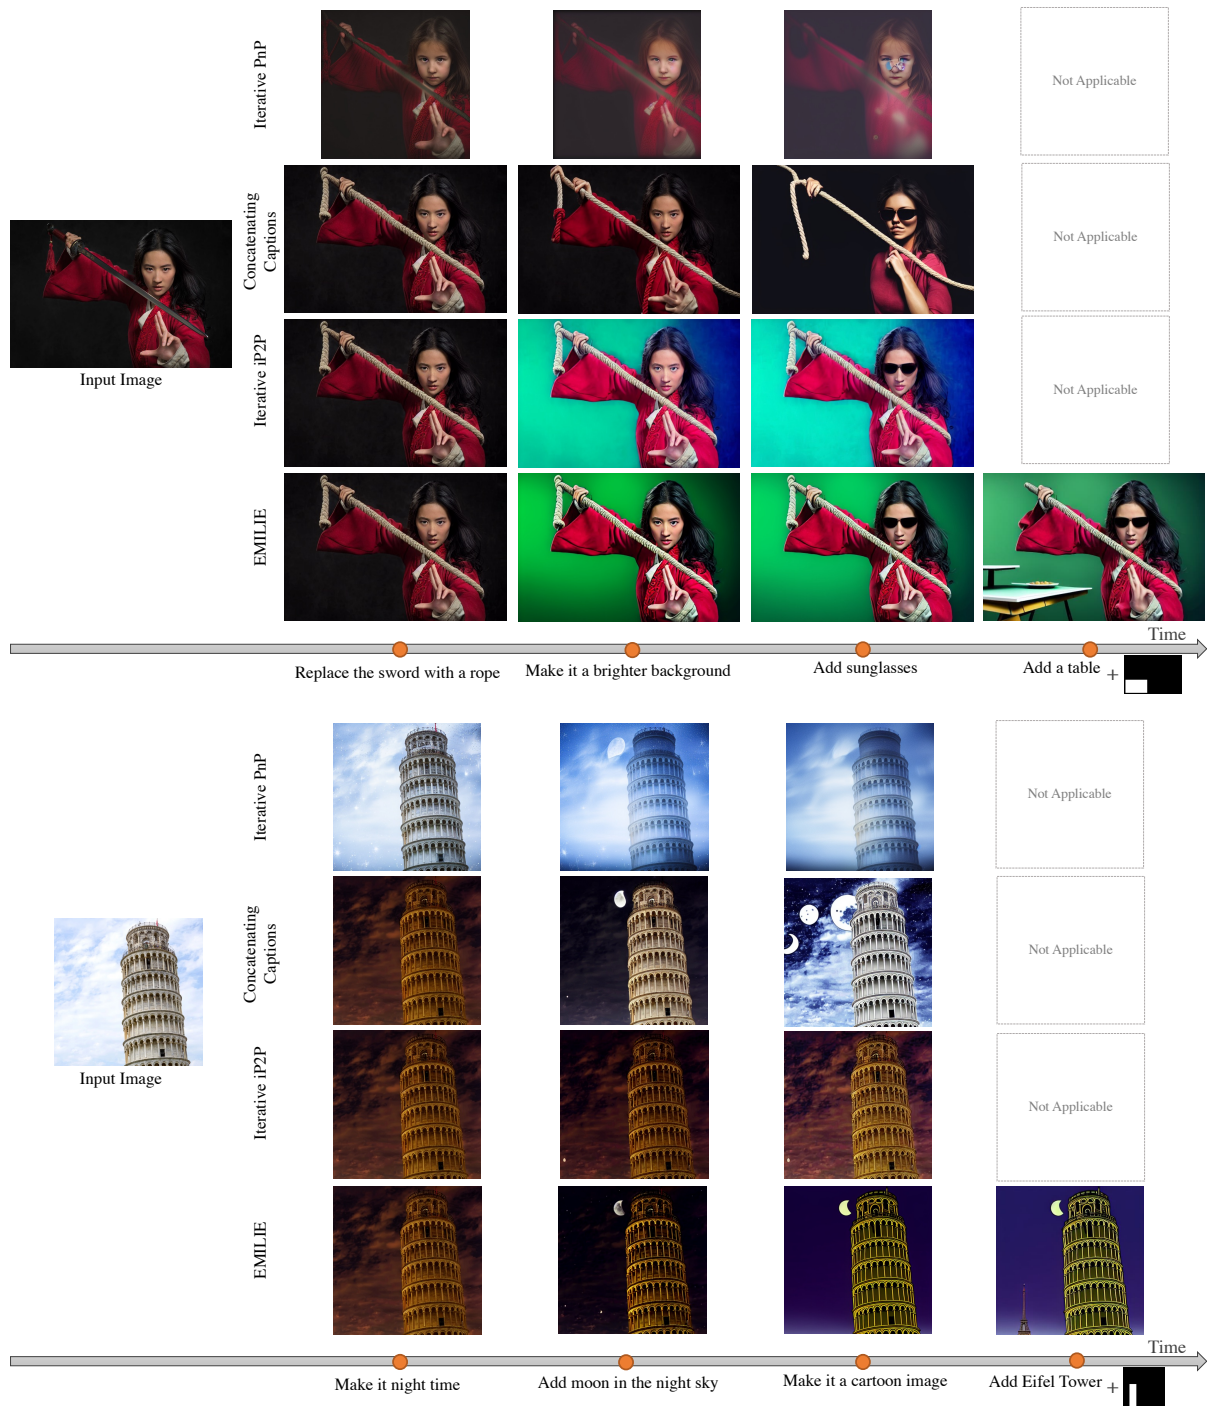 Iterative PnP
Not Applicable
Concatenating
Captions
Not Applicable
Input Image
Iterative iP2P
Not Applicable
EMILIE
Time
Replace the sword with a rope
Make it a brighter background
Add sunglasses
Add a table +
Iterative PnP
Not Applicable
Concatenating
Captions
Not Applicable
Input Image
Iterative iP2P
Not Applicable
EMILIE
Time
Make it night time
Add moon in the night sky
Make it a cartoon image
Add Eifel Tower +